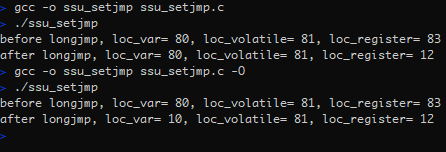 > gcc -o ssu_setjmp ssu_setjmp.c
> ./ssu_setjmp
before longjmp, loc_var= 80, loc_volatile= 81, loc_register= 83
after longjmp, loc_var= 80, loc_volatile= 81, loc_register= 12
> gcc -o ssu_setjmp ssu_setjmp.c -O
> ./ssu_setjmp
before longjmp, loc_var= 80, loc_volatile= 81, loc_register= 83
after longjmp, loc_var= 10, loc_volatile= 81, loc_register= 12
>